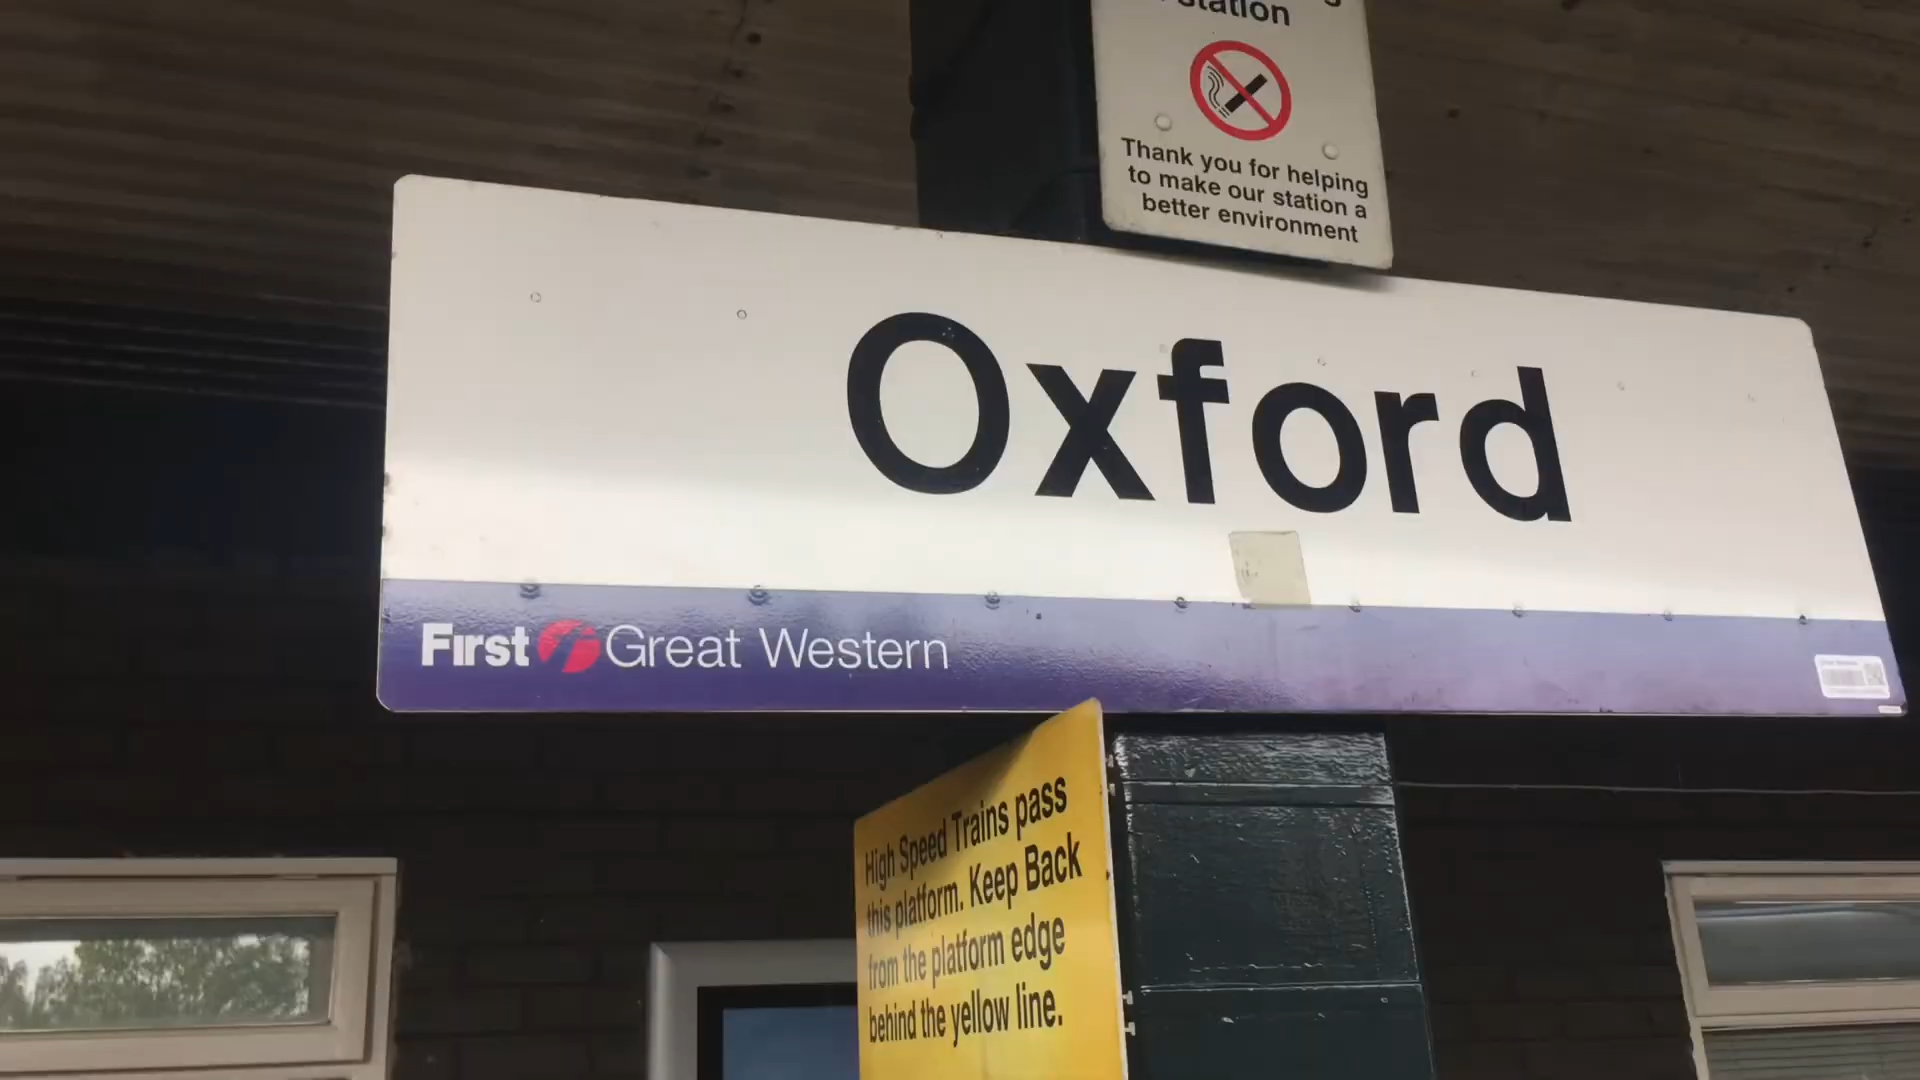 station
Thank you for helping
to make our station a
better environment
Oxford
First Great Western
High Speed Trains pass
this platform. Keep Back
from the platform edge
behind the yellow line.